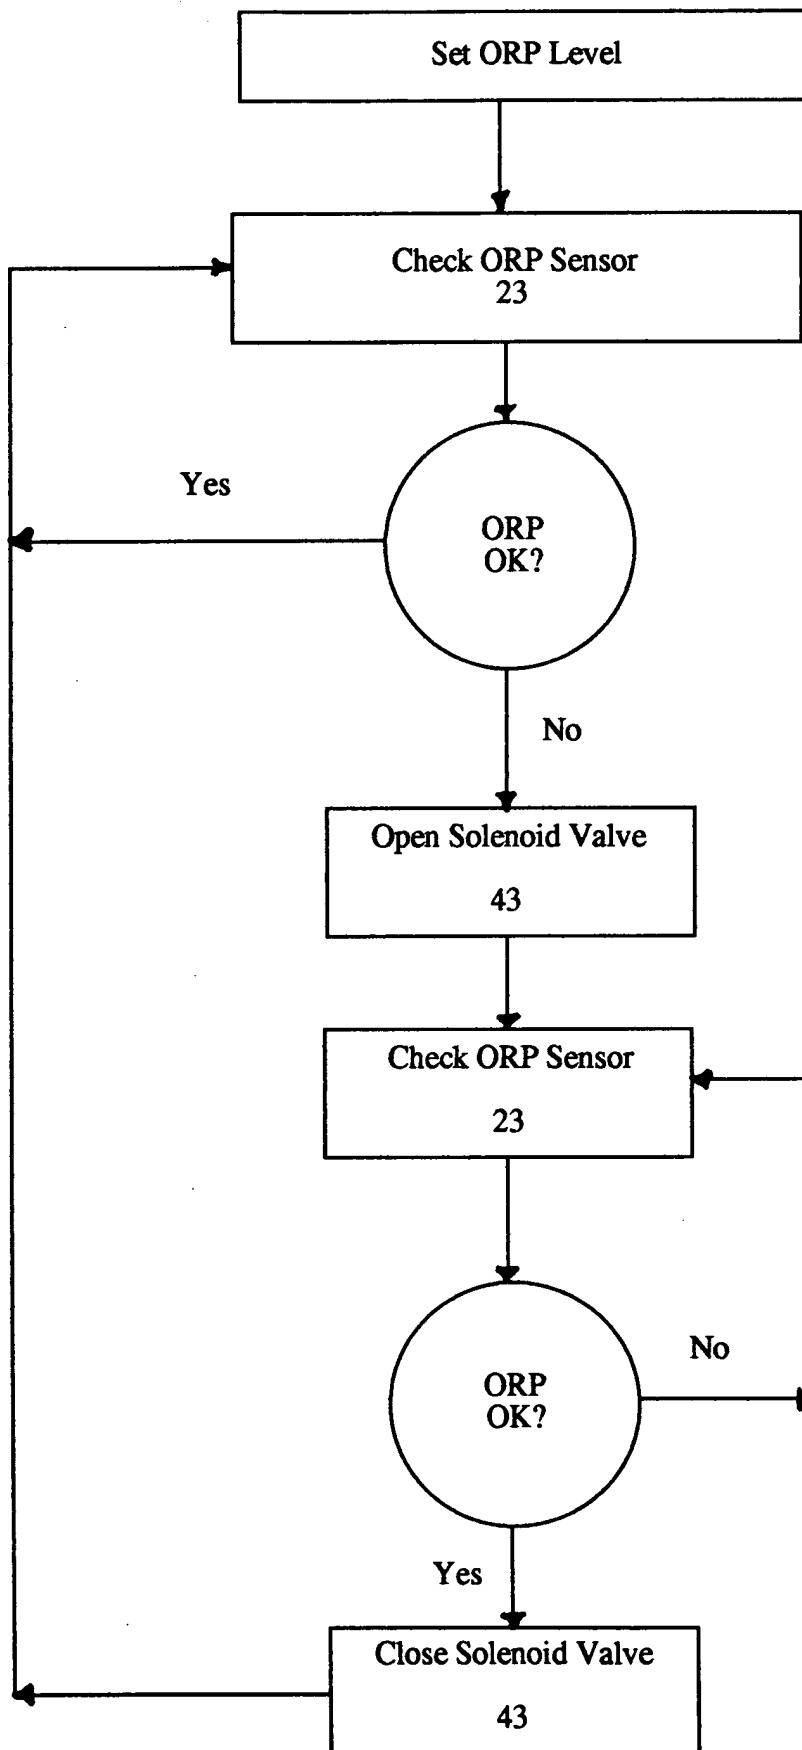 Set ORP Level
Check ORP Sensor
23
Yes
ORP
OK?
No
Open Solenoid Valve
43
Check ORP Sensor
23
No
ORP
OK?
Yes
Close Solenoid Valve
43